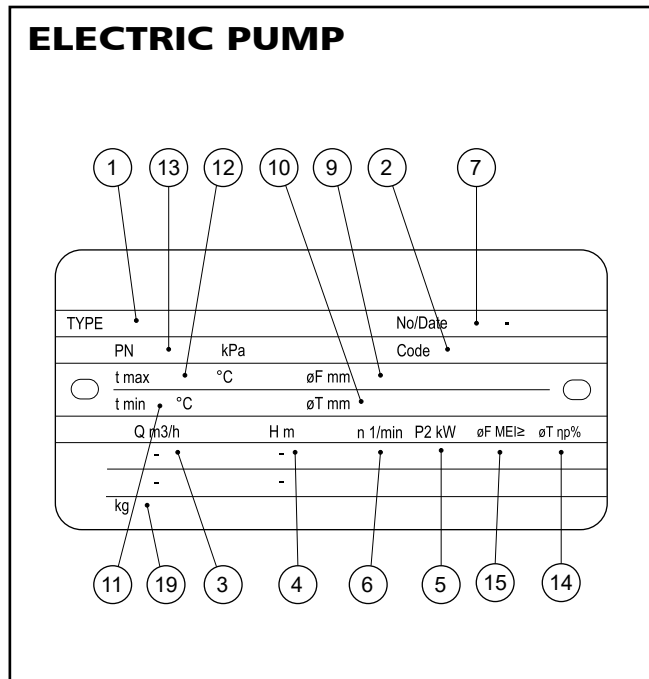 ELECTRIC PUMP
1 13 12 10 9 2 7
TYPE No/Date -
PN kPa Code
t max °C øF mm
t min °C øT mm
Q m3/h H m n 1/min P2 kW øF MEI≥ øT ηp%
- -
- -
kg
11 19 3 4 6 5 15 14